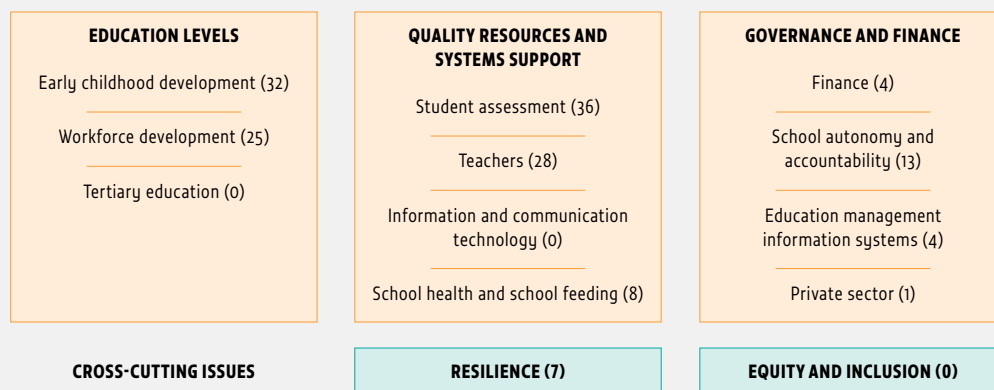 EDUCATION LEVELS
Early childhood development (32)
Workforce development (25)
Tertiary education (0)
QUALITY RESOURCES AND
SYSTEMS SUPPORT
Student assessment (36)
Teachers (28)
Information and communication
technology (0)
School health and school feeding (8)
GOVERNANCE AND FINANCE
Finance (4)
School autonomy and
accountability (13)
Education management
information systems (4)
Private sector (1)
CROSS-CUTTING ISSUES
RESILIENCE (7)
EQUITY AND INCLUSION (0)